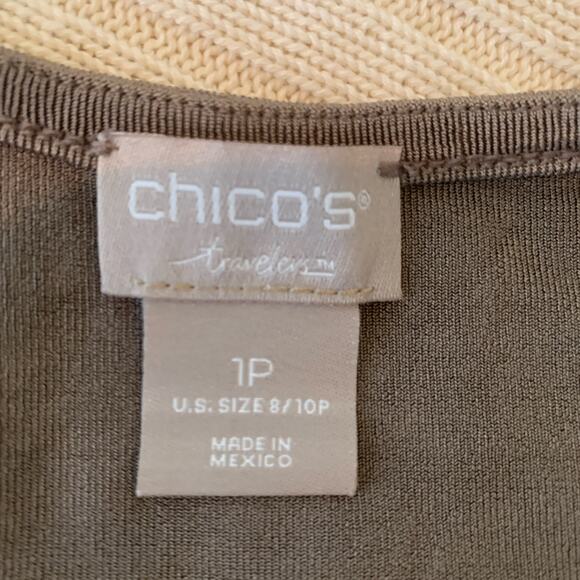 chico's®
travelers™
1P
U.S. SIZE 8/10P
MADE IN
MEXICO